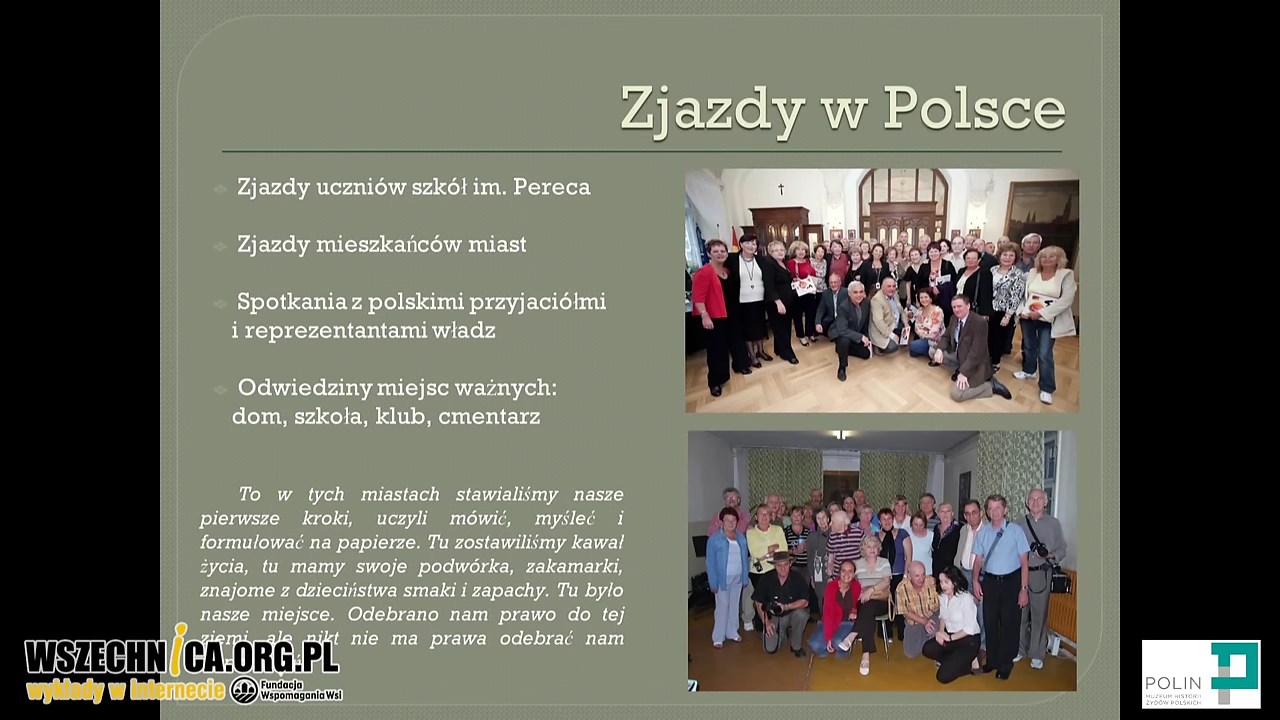 Zjazdy w Polsce
Zjazdy uczniów szkół im. Pereca
Zjazdy mieszkańców miast
Spotkania z polskimi przyjaciółmi
i reprezentantami władz
Odwiedziny miejsc ważnych:
dom, szkoła, klub, cmentarz
To w tych miastach stawialiśmy nasze
pierwsze kroki, uczyli mówić, myśleć i
formułować na papierze. Tu zostawiliśmy kawał
życia, tu mamy swoje podwórka, zakamarki,
znajome z dzieciństwa smaki i zapachy. Tu było
nasze miejsce. Odebrano nam prawo do tej
ziemi, ale nikt nie ma prawa odebrać nam
WSZECHNiCA.ORG.PL
wykłady w internecie
Fundacja
Wspomagania Wsi
POLIN
MUZEUM HISTORII
ŻYDÓW POLSKICH